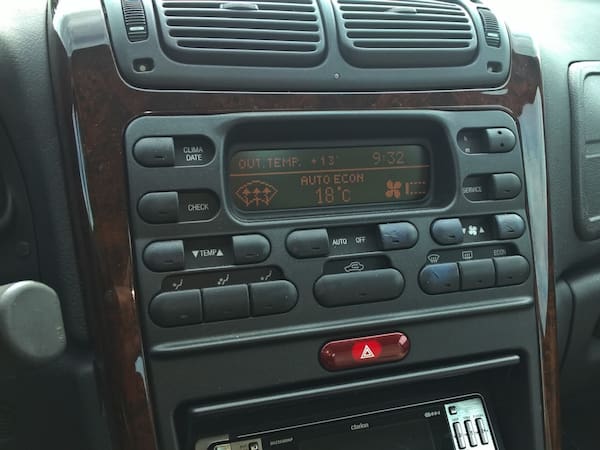 CLIMA
DATE
OUT.TEMP. +13° 9:32
AUTO ECON
18°C
h
m
CHECK
SERVICE
▼TEMP▲
AUTO OFF
▼ ▲
ECON
clarion